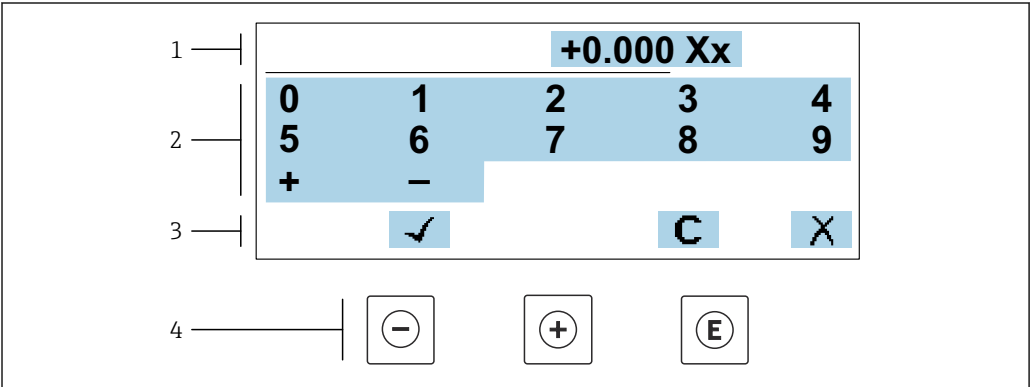 1 +0.000 Xx
0 1 2 3 4
2 5 6 7 8 9
+ –
3 ✓ C X
4 − + E